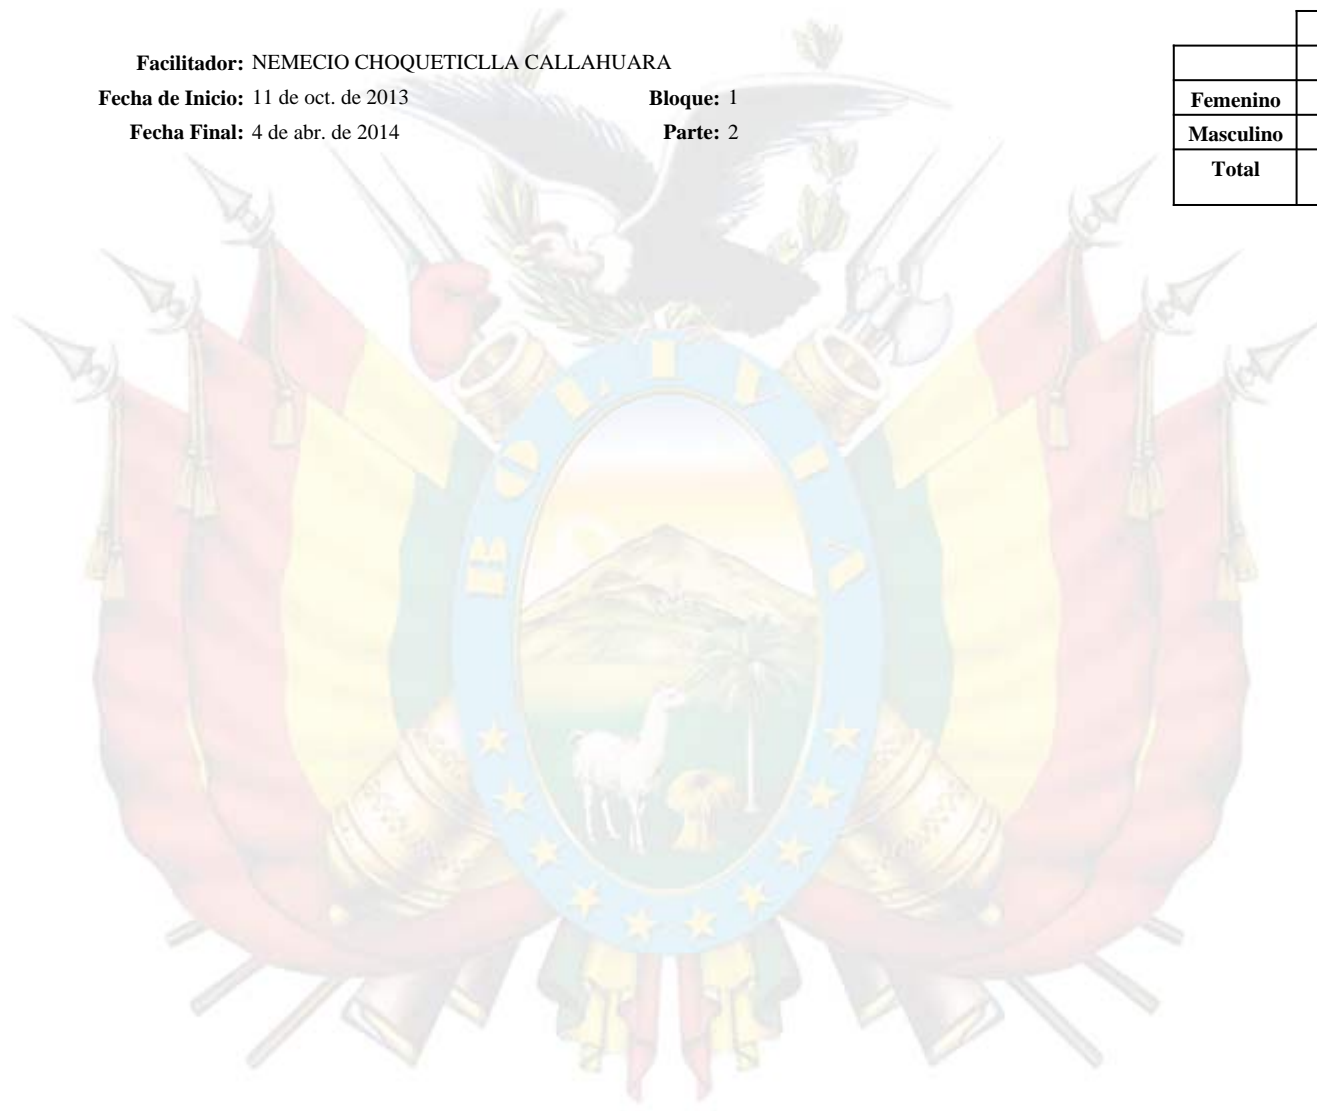 Facilitador: NEMECIO CHOQUETICLLA CALLAHUARA
Fecha de Inicio: 11 de oct. de 2013 Bloque: 1
Fecha Final: 4 de abr. de 2014 Parte: 2
Femenino
Masculino
Total
BOLIVIA